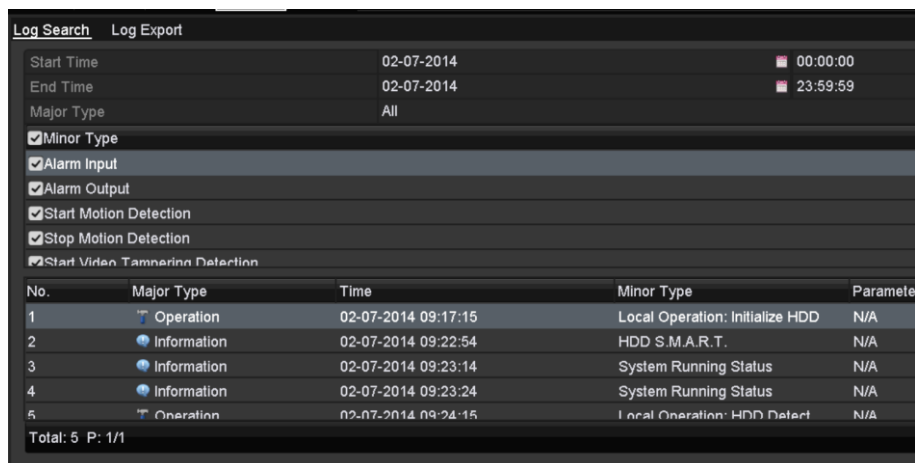 Log Search Log Export
Start Time 02-07-2014 00:00:00
End Time 02-07-2014 23:59:59
Major Type All
Minor Type
Alarm Input
Alarm Output
Start Motion Detection
Stop Motion Detection
Start Video Tampering Detection
No. Major Type Time Minor Type Paramete
1 Operation 02-07-2014 09:17:15 Local Operation: Initialize HDD N/A
2 Information 02-07-2014 09:22:54 HDD S.M.A.R.T. N/A
3 Information 02-07-2014 09:23:14 System Running Status N/A
4 Information 02-07-2014 09:23:24 System Running Status N/A
5 Operation 02-07-2014 09:24:15 Local Operation: HDD Detect N/A
Total: 5 P: 1/1